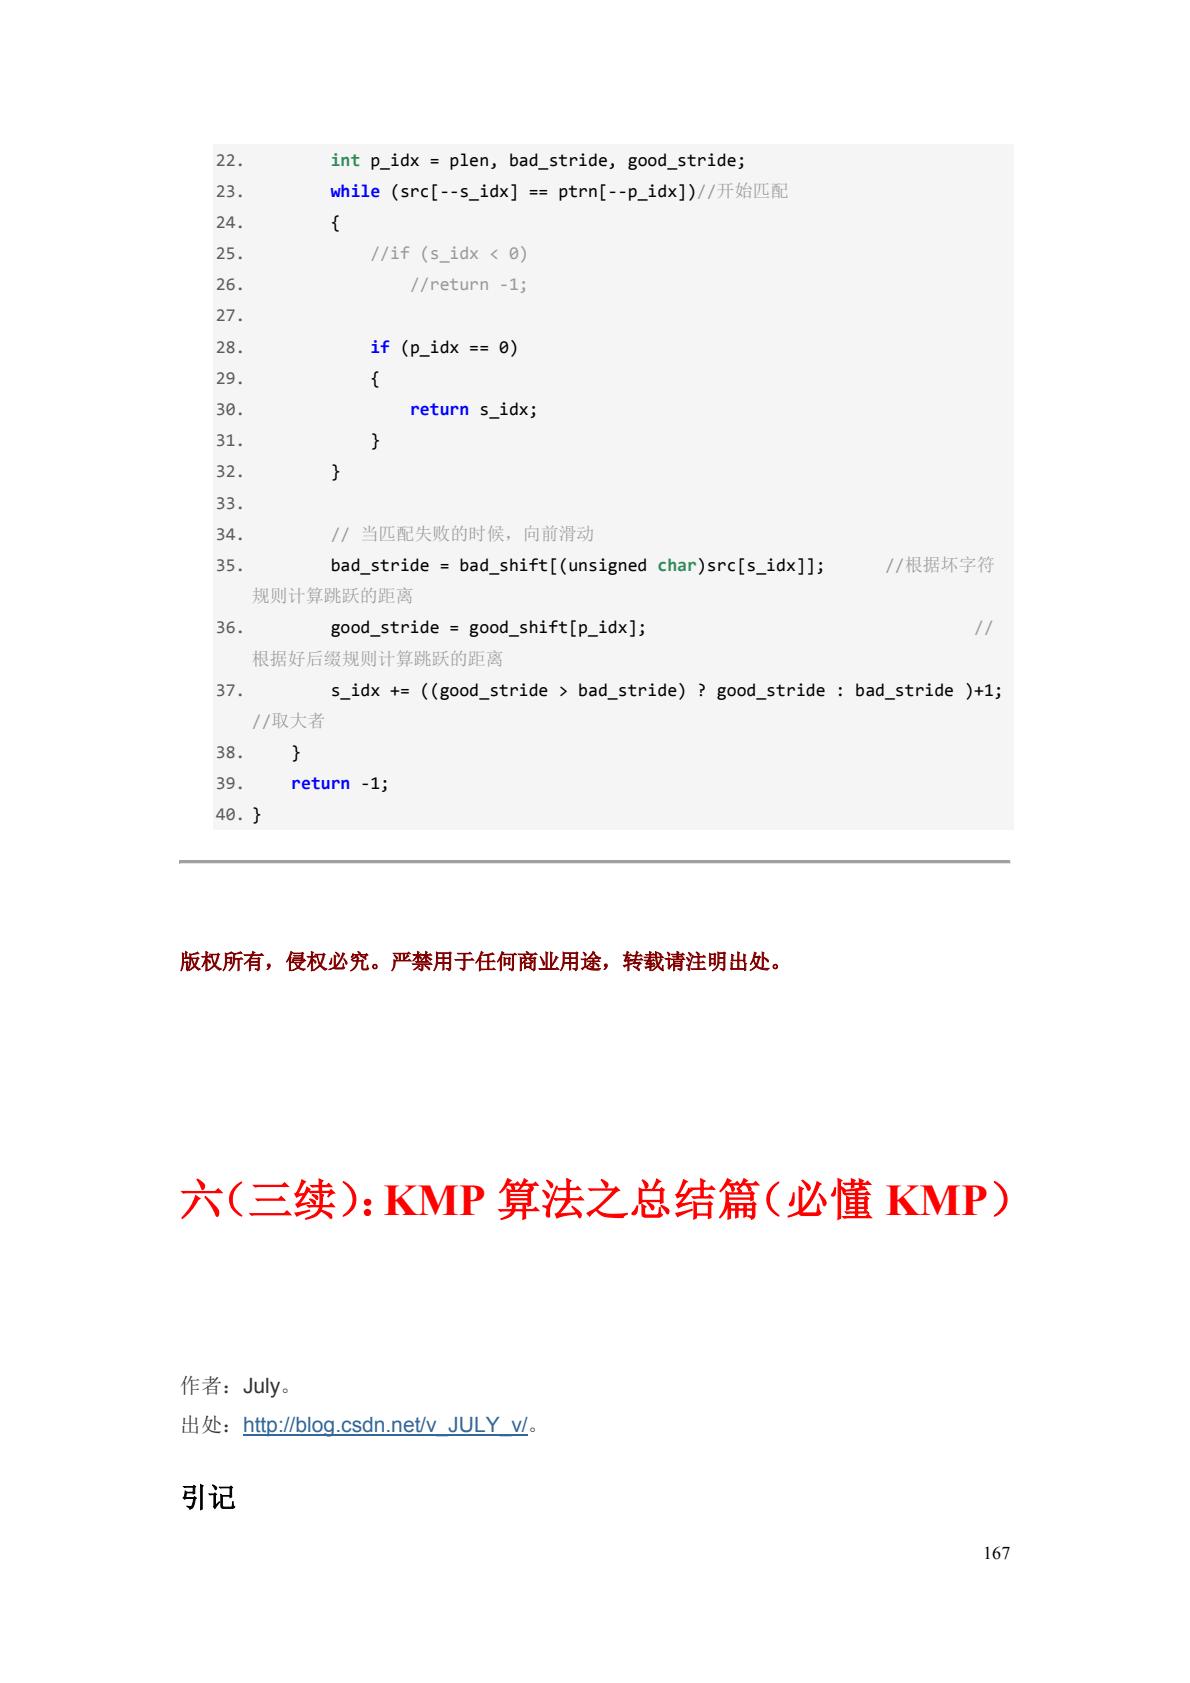 22.         int p_idx = plen, bad_stride, good_stride;
23.         while (src[--s_idx] == ptrn[--p_idx])//开始匹配
24.         {
25.             //if (s_idx < 0)
26.                 //return -1;
27.
28.             if (p_idx == 0)
29.             {
30.                 return s_idx;
31.             }
32.         }
33.
34.         // 当匹配失败的时候，向前滑动
35.         bad_stride = bad_shift[(unsigned char)src[s_idx]];      //根据坏字符
规则计算跳跃的距离
36.         good_stride = good_shift[p_idx];                                 //
根据好后缀规则计算跳跃的距离
37.         s_idx += ((good_stride > bad_stride) ? good_stride : bad_stride )+1;
//取大者
38.     }
39.     return -1;
40. }
版权所有，侵权必究。严禁用于任何商业用途，转载请注明出处。
六（三续）：KMP 算法之总结篇（必懂 KMP）
作者：July。
出处：http://blog.csdn.net/v_JULY_v/。
引记
167